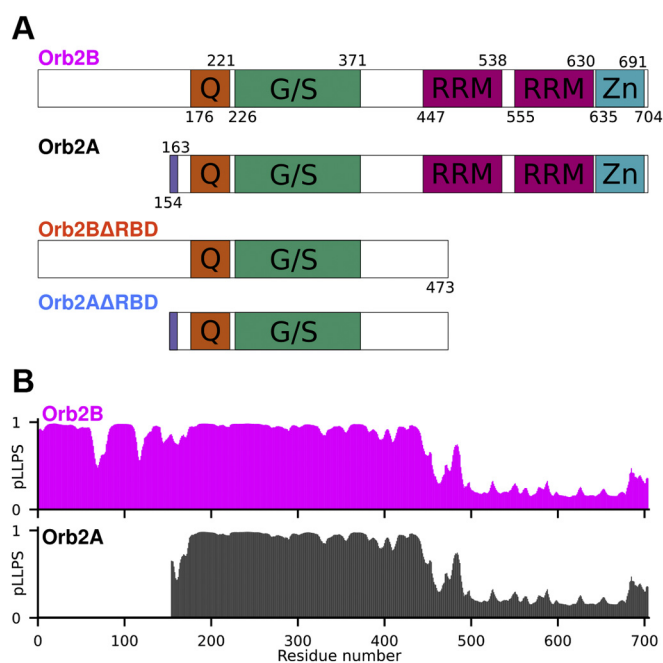 A
Orb2B
221 371 538 630 691
Q G/S RRM RRM Zn
176 226 447 555 635 704
Orb2A
163
Q G/S RRM RRM Zn
154
Orb2BΔRBD
Q G/S
473
Orb2AΔRBD
Q G/S
B
Orb2B
1
pLLPS
0
Orb2A
1
pLLPS
0
0 100 200 300 400 500 600 700
Residue number